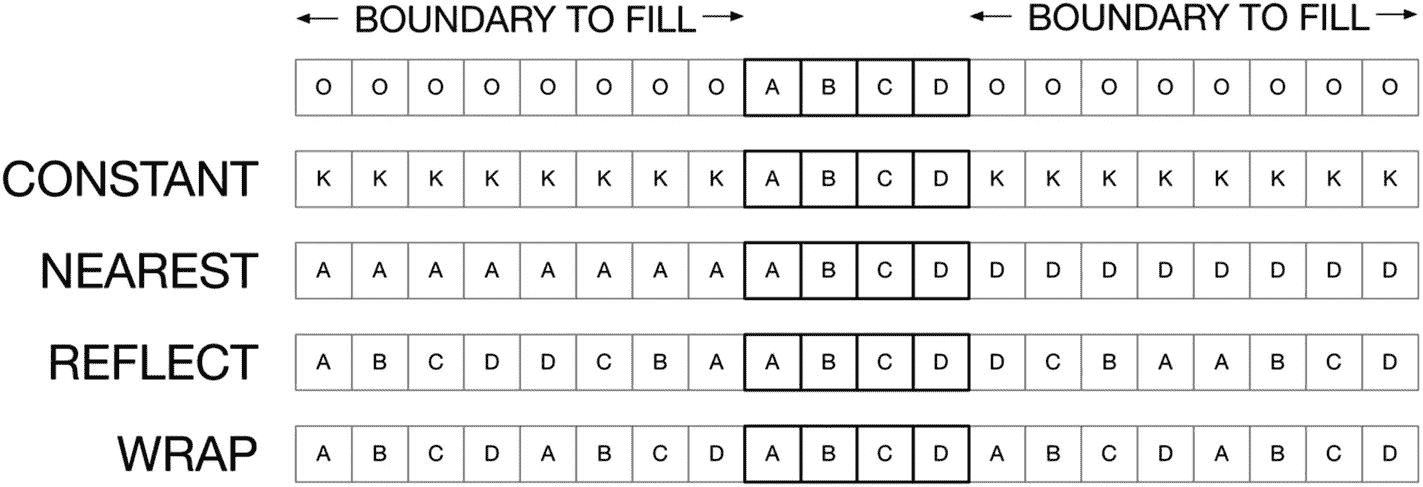 ← BOUNDARY TO FILL → ← BOUNDARY TO FILL →
O O O O O O O O A B C D O O O O O O O O
CONSTANT K K K K K K K K A B C D K K K K K K K K
NEAREST A A A A A A A A A B C D D D D D D D D D
REFLECT A B C D D C B A A B C D D C B A A B C D
WRAP A B C D A B C D A B C D A B C D A B C D